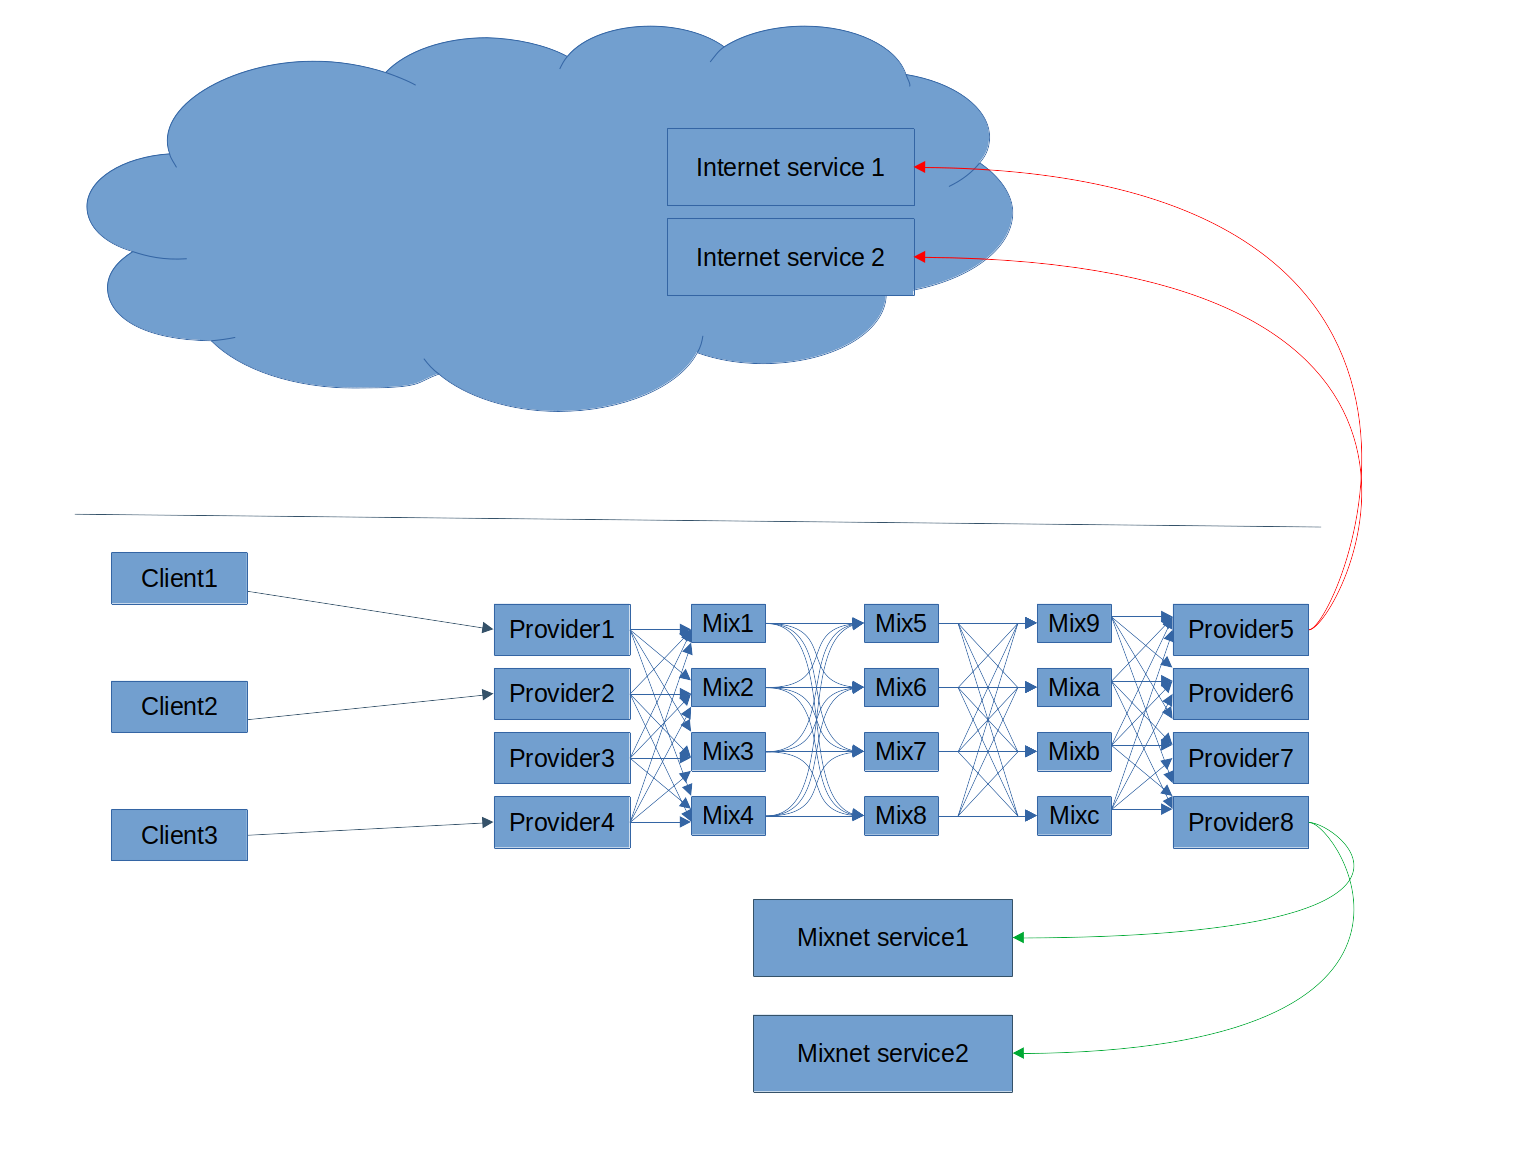 Internet service 1
Internet service 2
Client1
Client2
Client3
Provider1
Provider2
Provider3
Provider4
Mix1
Mix2
Mix3
Mix4
Mix5
Mix6
Mix7
Mix8
Mix9
Mixa
Mixb
Mixc
Provider5
Provider6
Provider7
Provider8
Mixnet service1
Mixnet service2